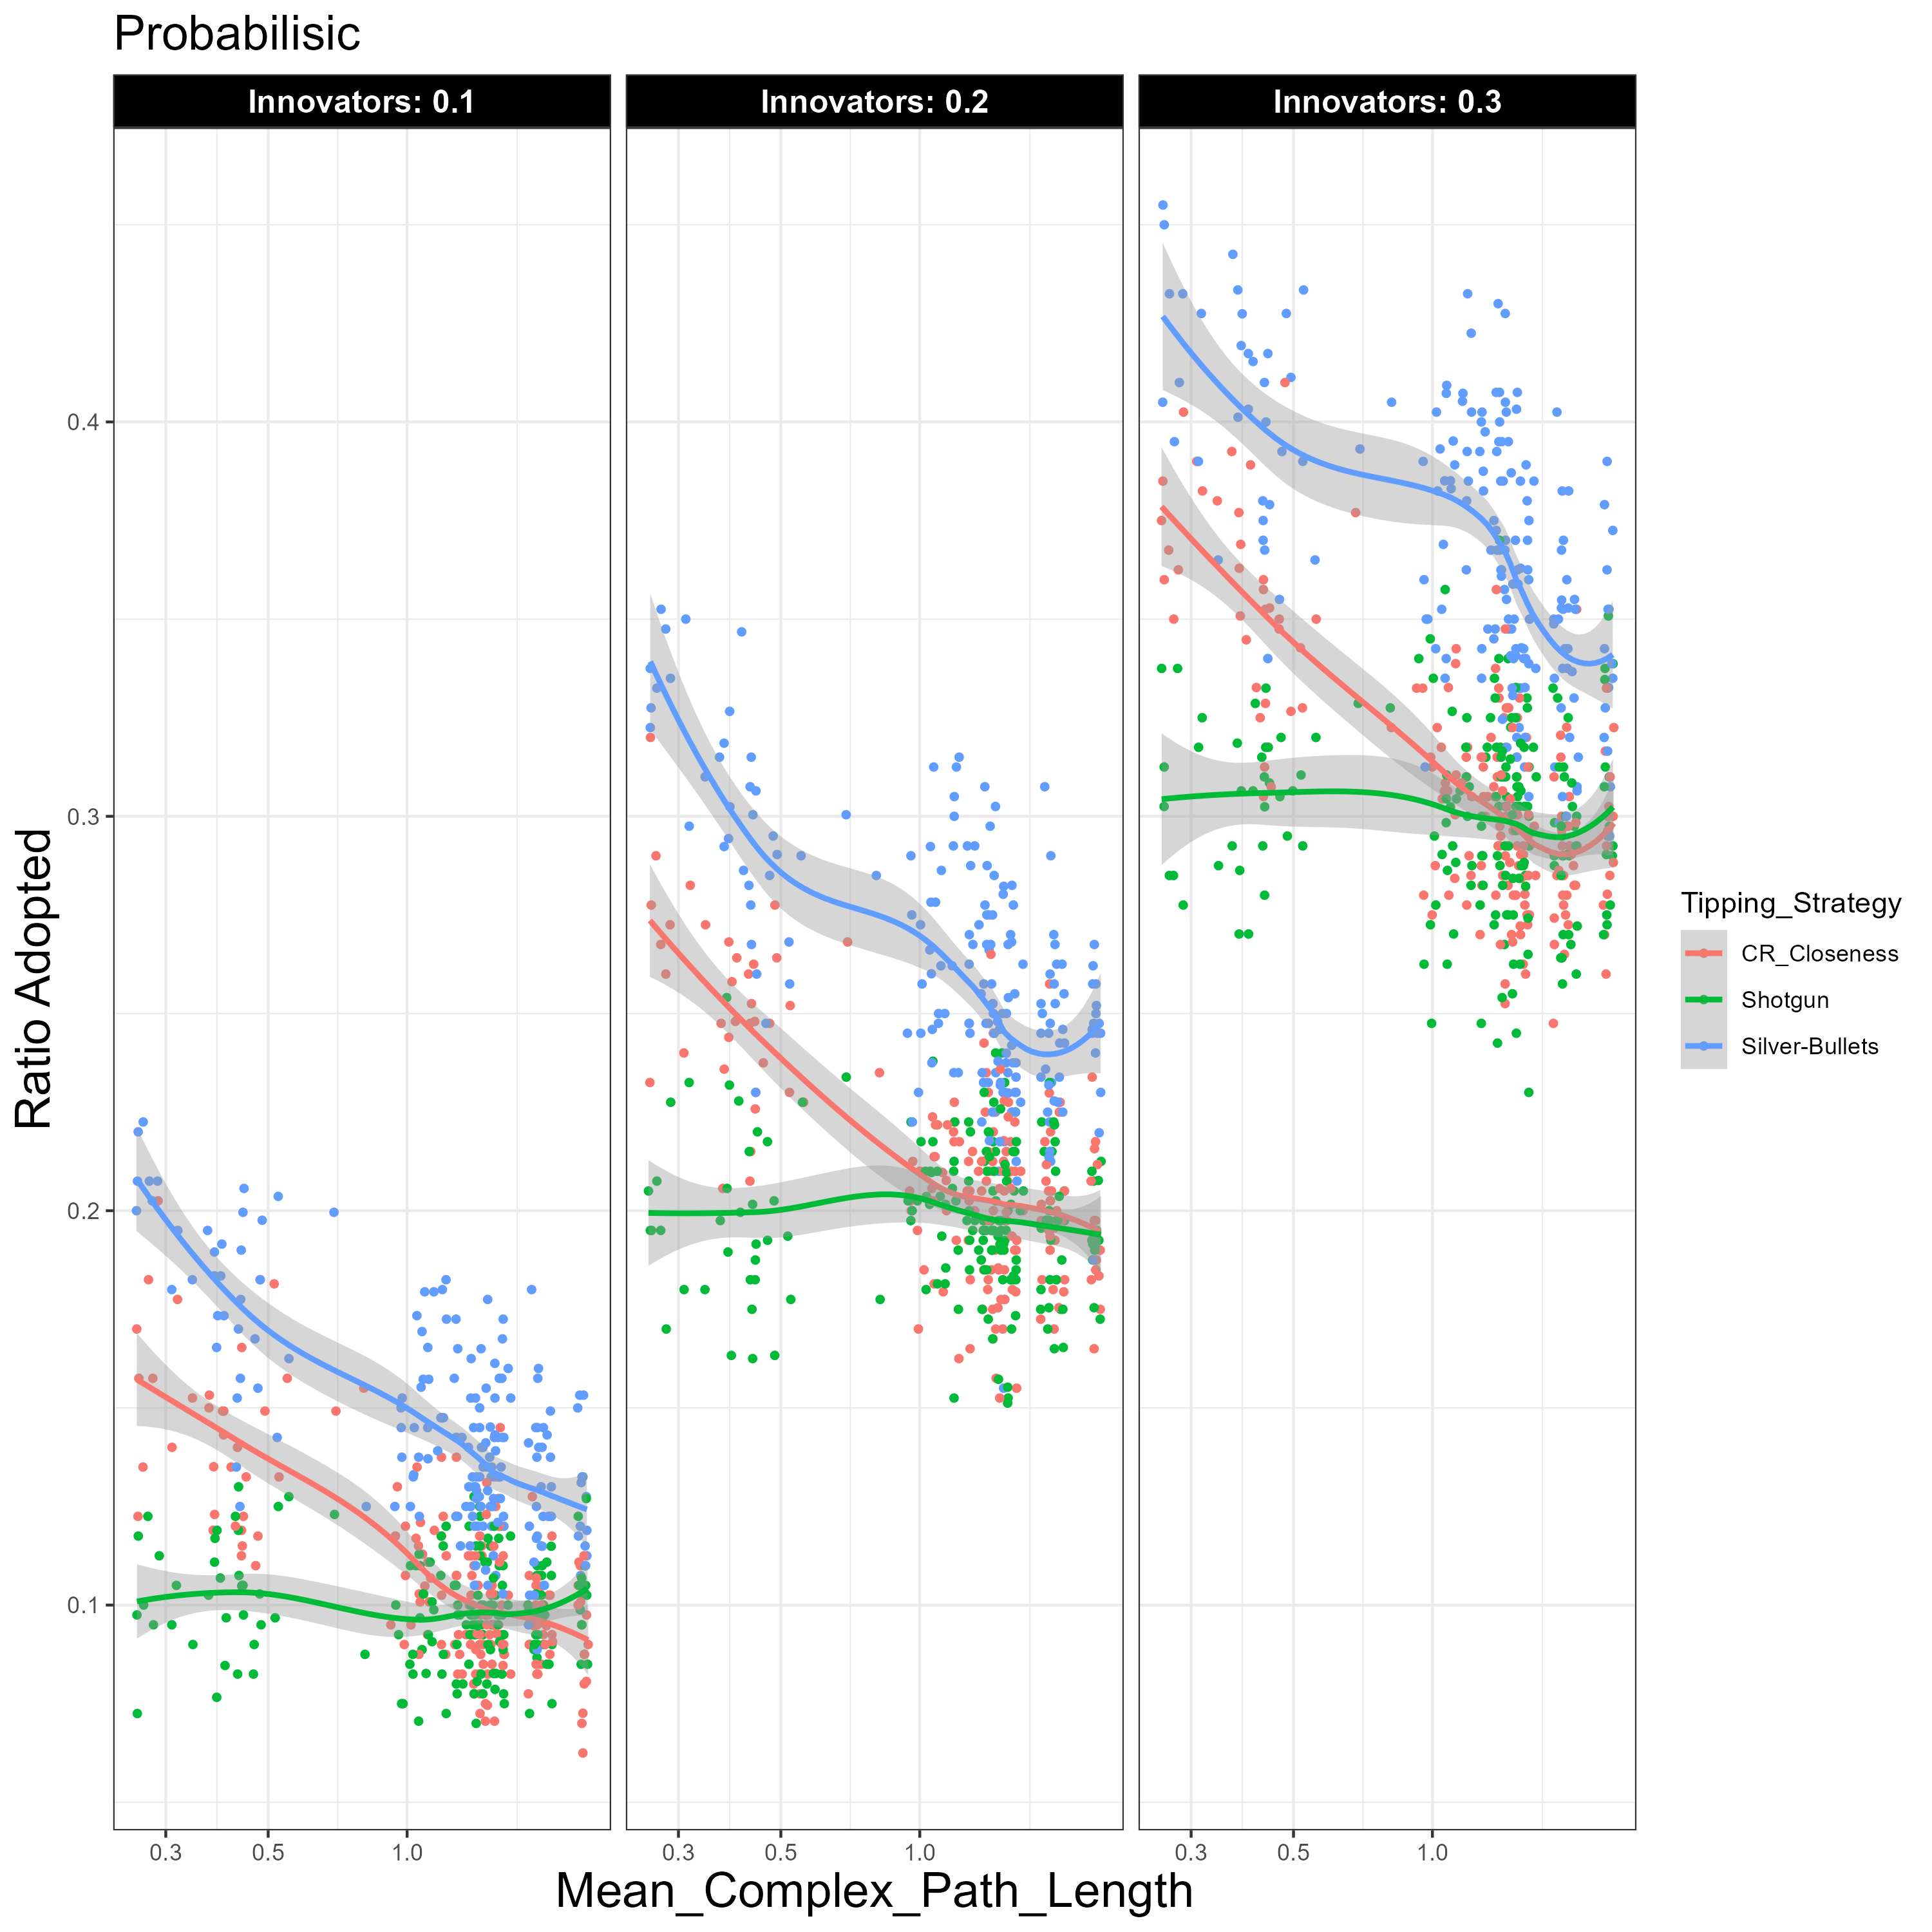 Probabilisic
Innovators: 0.1
Innovators: 0.2
Innovators: 0.3
Ratio Adopted
0.4
0.3
0.2
0.1
0.3 0.5 1.0
0.3 0.5 1.0
0.3 0.5 1.0
Mean_Complex_Path_Length
Tipping_Strategy
CR_Closeness
Shotgun
Silver-Bullets